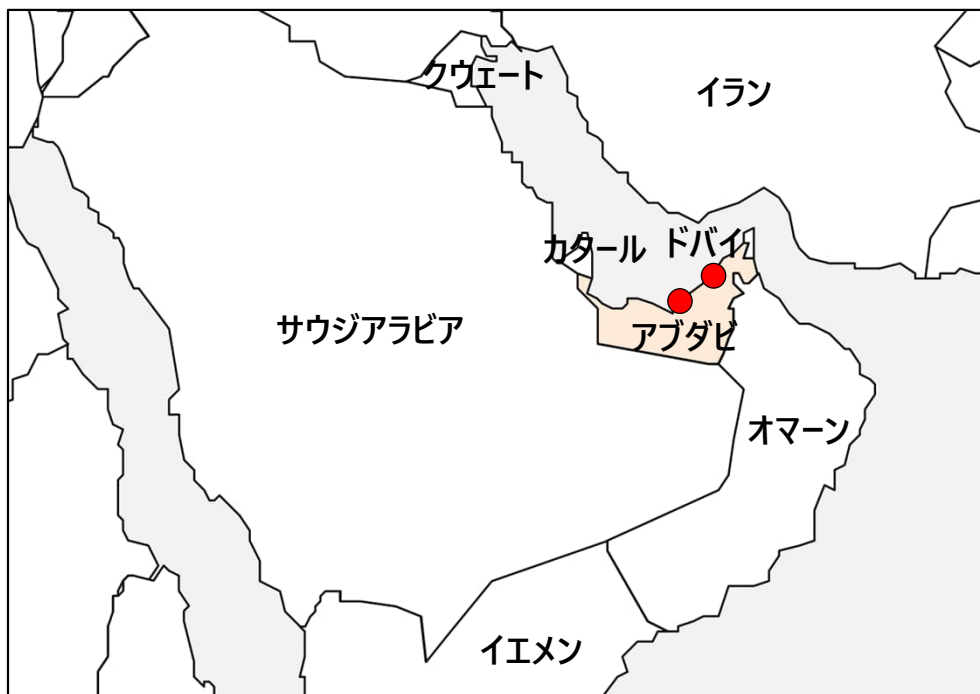 クウェート
イラン
カタール
ドバイ
サウジアラビア
アブダビ
オマーン
イエメン